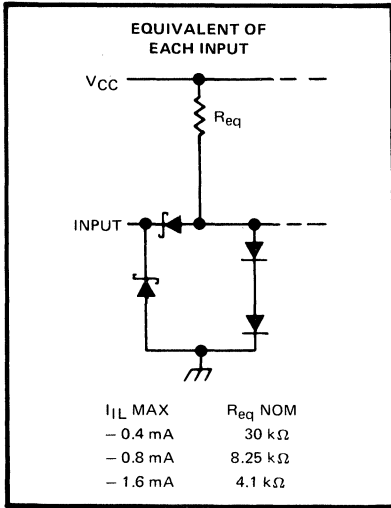 EQUIVALENT OF
EACH INPUT
VCC
Req
INPUT
IIL MAX Req NOM
– 0.4 mA 30 kΩ
– 0.8 mA 8.25 kΩ
– 1.6 mA 4.1 kΩ